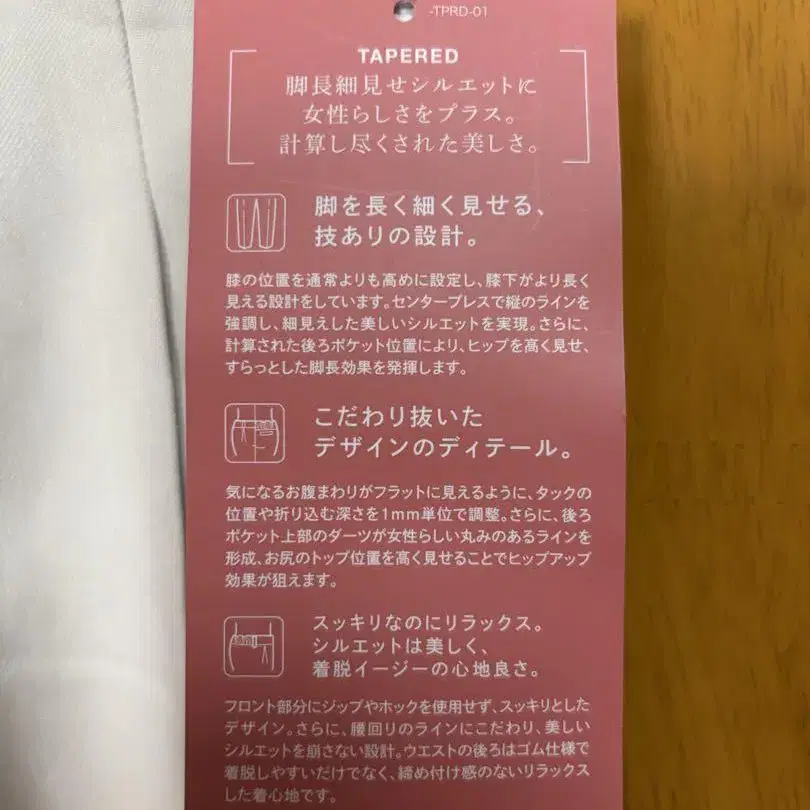 -TPRD-01
TAPERED
脚長細見せシルエットに
女性らしさをプラス。
計算し尽くされた美しさ。
脚を長く細く見せる、
技ありの設計。
膝の位置を通常よりも高めに設定し、膝下がより長く
見える設計をしています。センタープレスで縦のラインを
強調し、細見えした美しいシルエットを実現。さらに、
計算された後ろポケット位置により、ヒップを高く見せ、
すらっとした脚長効果を発揮します。
こだわり抜いた
デザインのディテール。
気になるお腹まわりがフラットに見えるように、タックの
位置や折り込む深さを1mm単位で調整。さらに、後ろ
ポケット上部のダーツが女性らしい丸みのあるラインを
形成、お尻のトップ位置を高く見せることでヒップアップ
効果が狙えます。
スッキリなのにリラックス。
シルエットは美しく、
着脱イージーの心地良さ。
フロント部分にジップやホックを使用せず、スッキリとした
デザイン。さらに、腰回りのラインにこだわり、美しい
シルエットを崩さない設計。ウエストの後ろはゴム仕様で
着脱しやすいだけでなく、締め付け感のないリラックス
した着心地です。